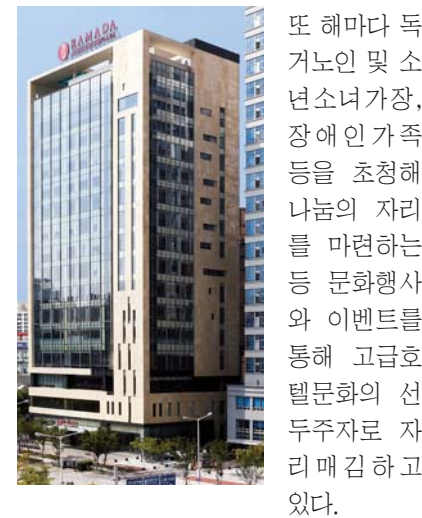 RAMADA
또 해마다 독
거노인 및 소
년소녀가장,
장애인가족
등을 초청해
나눔의 자리
를 마련하는
등 문화행사
와 이벤트를
통해 고급호
텔문화의 선
두주자로 자
리매김하고
있다.